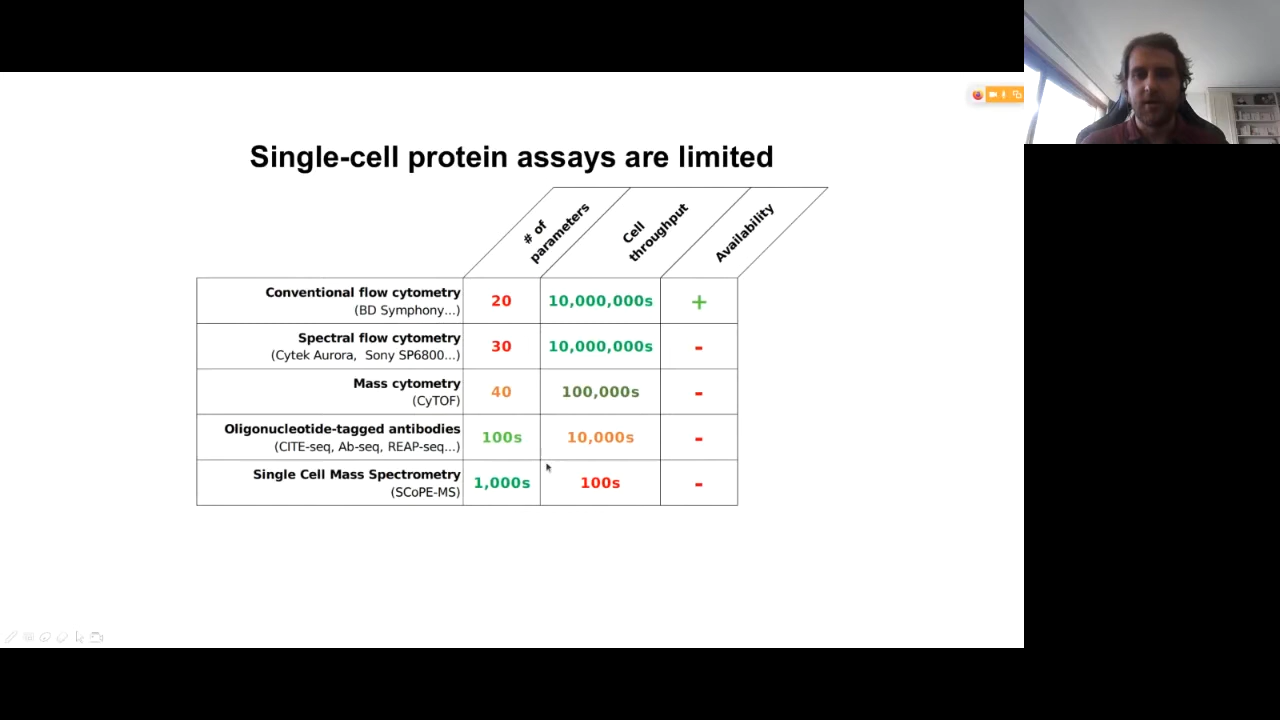 Single-cell protein assays are limited
# of
parameters
Cell
throughput
Availability
Conventional flow cytometry
(BD Symphony...)
20
10,000,000s
+
Spectral flow cytometry
(Cytek Aurora,  Sony SP6800...)
30
10,000,000s
-
Mass cytometry
(CyTOF)
40
100,000s
-
Oligonucleotide-tagged antibodies
(CITE-seq, Ab-seq, REAP-seq...)
100s
10,000s
-
Single Cell Mass Spectrometry
(SCoPE-MS)
1,000s
100s
-